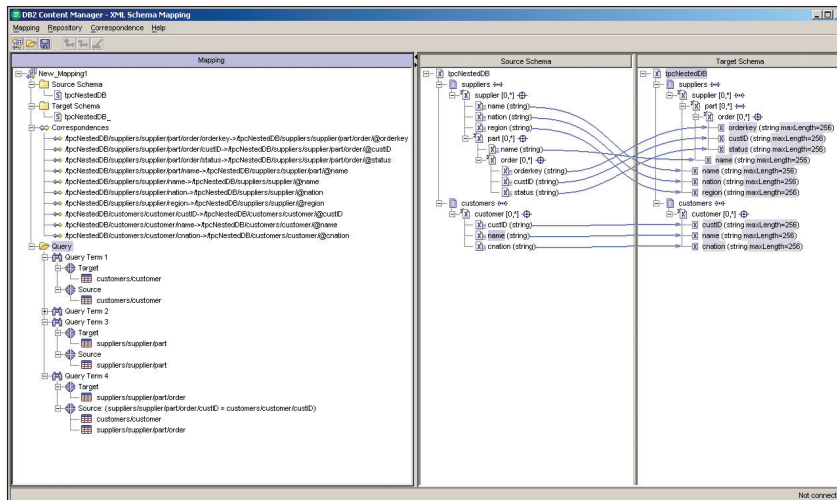 DB2 Content Manager - XML Schema Mapping
Mapping Repository Correspondence Help
Mapping
New_Mapping1
Source Schema
tpcNestedDB
Target Schema
tpcNestedDB_
Correspondences
/tpcNestedDB/suppliers/supplier/part/order/orderkey->/tpcNestedDB/suppliers/supplier/part/order/@orderkey
/tpcNestedDB/suppliers/supplier/part/order/custID->/tpcNestedDB/suppliers/supplier/part/order/@custID
/tpcNestedDB/suppliers/supplier/part/order/status->/tpcNestedDB/suppliers/supplier/part/order/@status
/tpcNestedDB/suppliers/supplier/part/name->/tpcNestedDB/suppliers/supplier/part/@name
/tpcNestedDB/suppliers/supplier/name->/tpcNestedDB/suppliers/supplier/@name
/tpcNestedDB/suppliers/supplier/region->/tpcNestedDB/suppliers/supplier/@region
/tpcNestedDB/suppliers/supplier/nation->/tpcNestedDB/suppliers/supplier/@nation
/tpcNestedDB/customers/customer/custID->/tpcNestedDB/customers/customer/@custID
/tpcNestedDB/customers/customer/name->/tpcNestedDB/customers/customer/@name
/tpcNestedDB/customers/customer/cnation->/tpcNestedDB/customers/customer/@cnation
Query
Query Term 1
Target
customers/customer
Source
customers/customer
Query Term 2
Query Term 3
Target
suppliers/supplier/part
Source
suppliers/supplier/part
Query Term 4
Target
suppliers/supplier/part/order
Source: (suppliers/supplier/part/order/custID = customers/customer/custID)
customers/customer
suppliers/supplier/part/order
Source Schema
tpcNestedDB
suppliers
supplier [0,*]
name (string)
nation (string)
region (string)
part [0,*]
name (string)
order [0,*]
orderkey (string)
custID (string)
status (string)
customers
customer [0,*]
custID (string)
name (string)
cnation (string)
Target Schema
tpcNestedDB
suppliers
supplier [0,*]
part [0,*]
order [0,*]
orderkey (string maxLength=256)
custID (string maxLength=256)
status (string maxLength=256)
name (string maxLength=256)
name (string maxLength=256)
nation (string maxLength=256)
region (string maxLength=256)
customers
customer [0,*]
custID (string maxLength=256)
name (string maxLength=256)
cnation (string maxLength=256)
Not connect